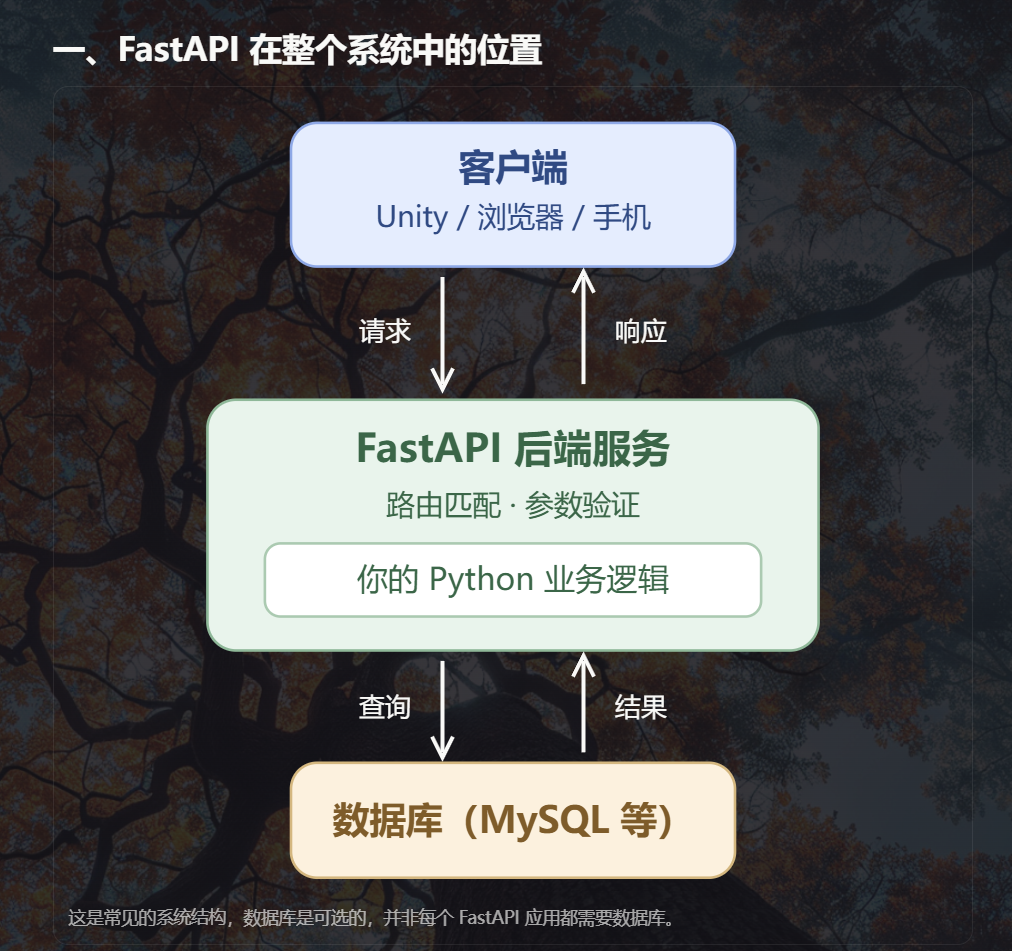 一、FastAPI 在整个系统中的位置
客户端
Unity / 浏览器 / 手机
请求
响应
FastAPI 后端服务
路由匹配 · 参数验证
你的 Python 业务逻辑
查询
结果
数据库（MySQL 等）
这是常见的系统结构，数据库是可选的，并非每个 FastAPI 应用都需要数据库。